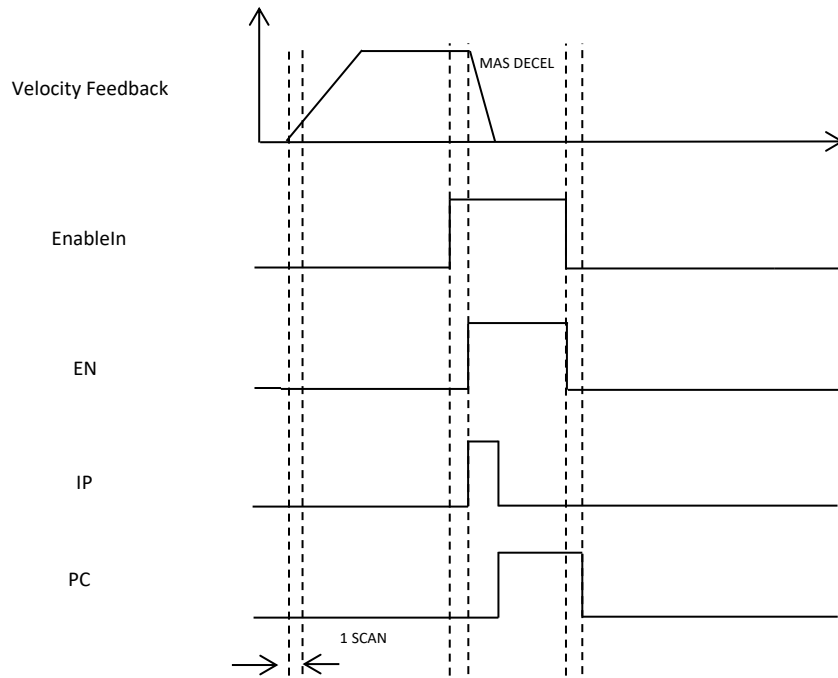 Velocity Feedback
MAS DECEL
EnableIn
EN
IP
PC
1 SCAN